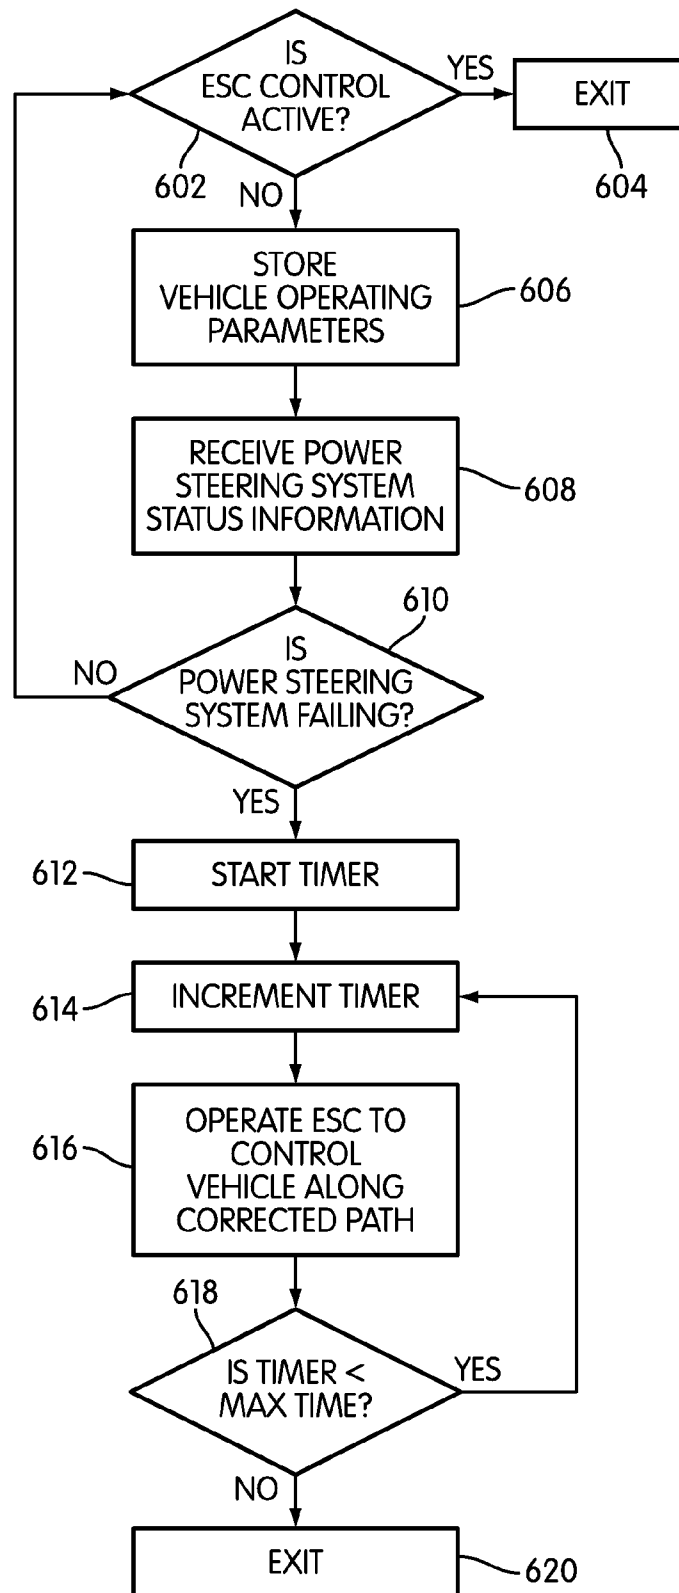 IS
ESC CONTROL
ACTIVE?
YES
EXIT
602
604
NO
STORE
VEHICLE OPERATING
PARAMETERS
606
RECEIVE POWER
STEERING SYSTEM
STATUS INFORMATION
608
610
IS
POWER STEERING
SYSTEM FAILING?
NO
YES
612
START TIMER
614
INCREMENT TIMER
616
OPERATE ESC TO
CONTROL
VEHICLE ALONG
CORRECTED PATH
618
IS TIMER <
MAX TIME?
YES
NO
EXIT
620